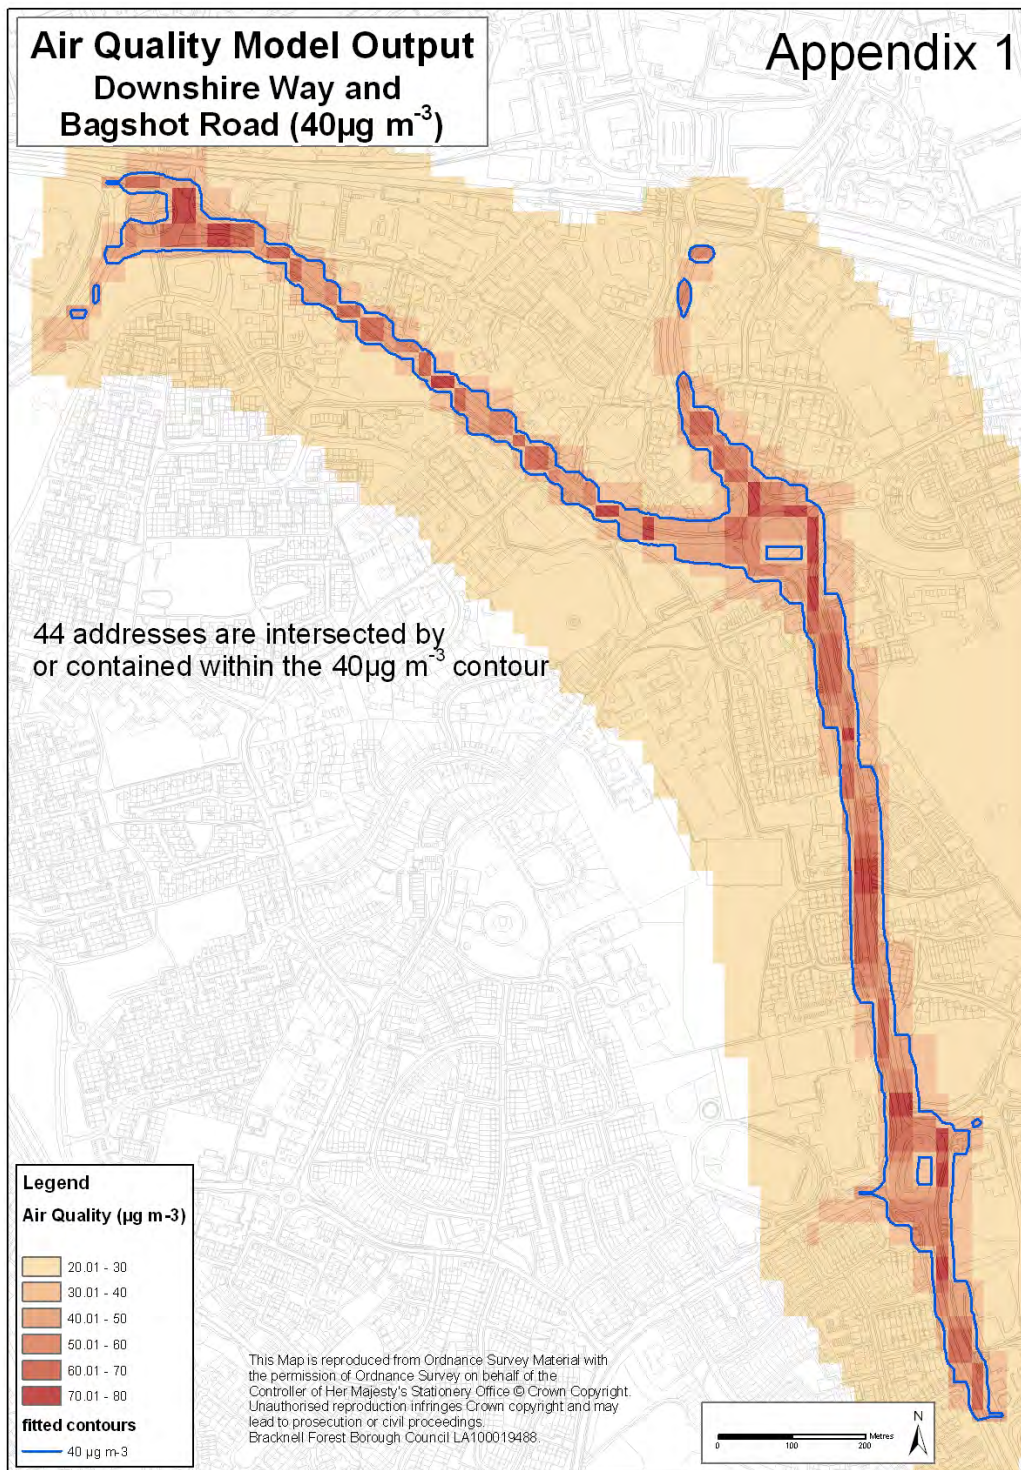 Air Quality Model Output
Downshire Way and
Bagshot Road (40µg m-3)
Appendix 1
44 addresses are intersected by
or contained within the 40µg m-3 contour
Legend
Air Quality (µg m-3)
20.01 - 30
30.01 - 40
40.01 - 50
50.01 - 60
60.01 - 70
70.01 - 80
fitted contours
40 µg m-3
This Map is reproduced from Ordnance Survey Material with
the permission of Ordnance Survey on behalf of the
Controller of Her Majesty's Stationery Office © Crown Copyright.
Unauthorised reproduction infringes Crown copyright and may
lead to prosecution or civil proceedings.
Bracknell Forest Borough Council LA100019488.
N
Metres
0 100 200